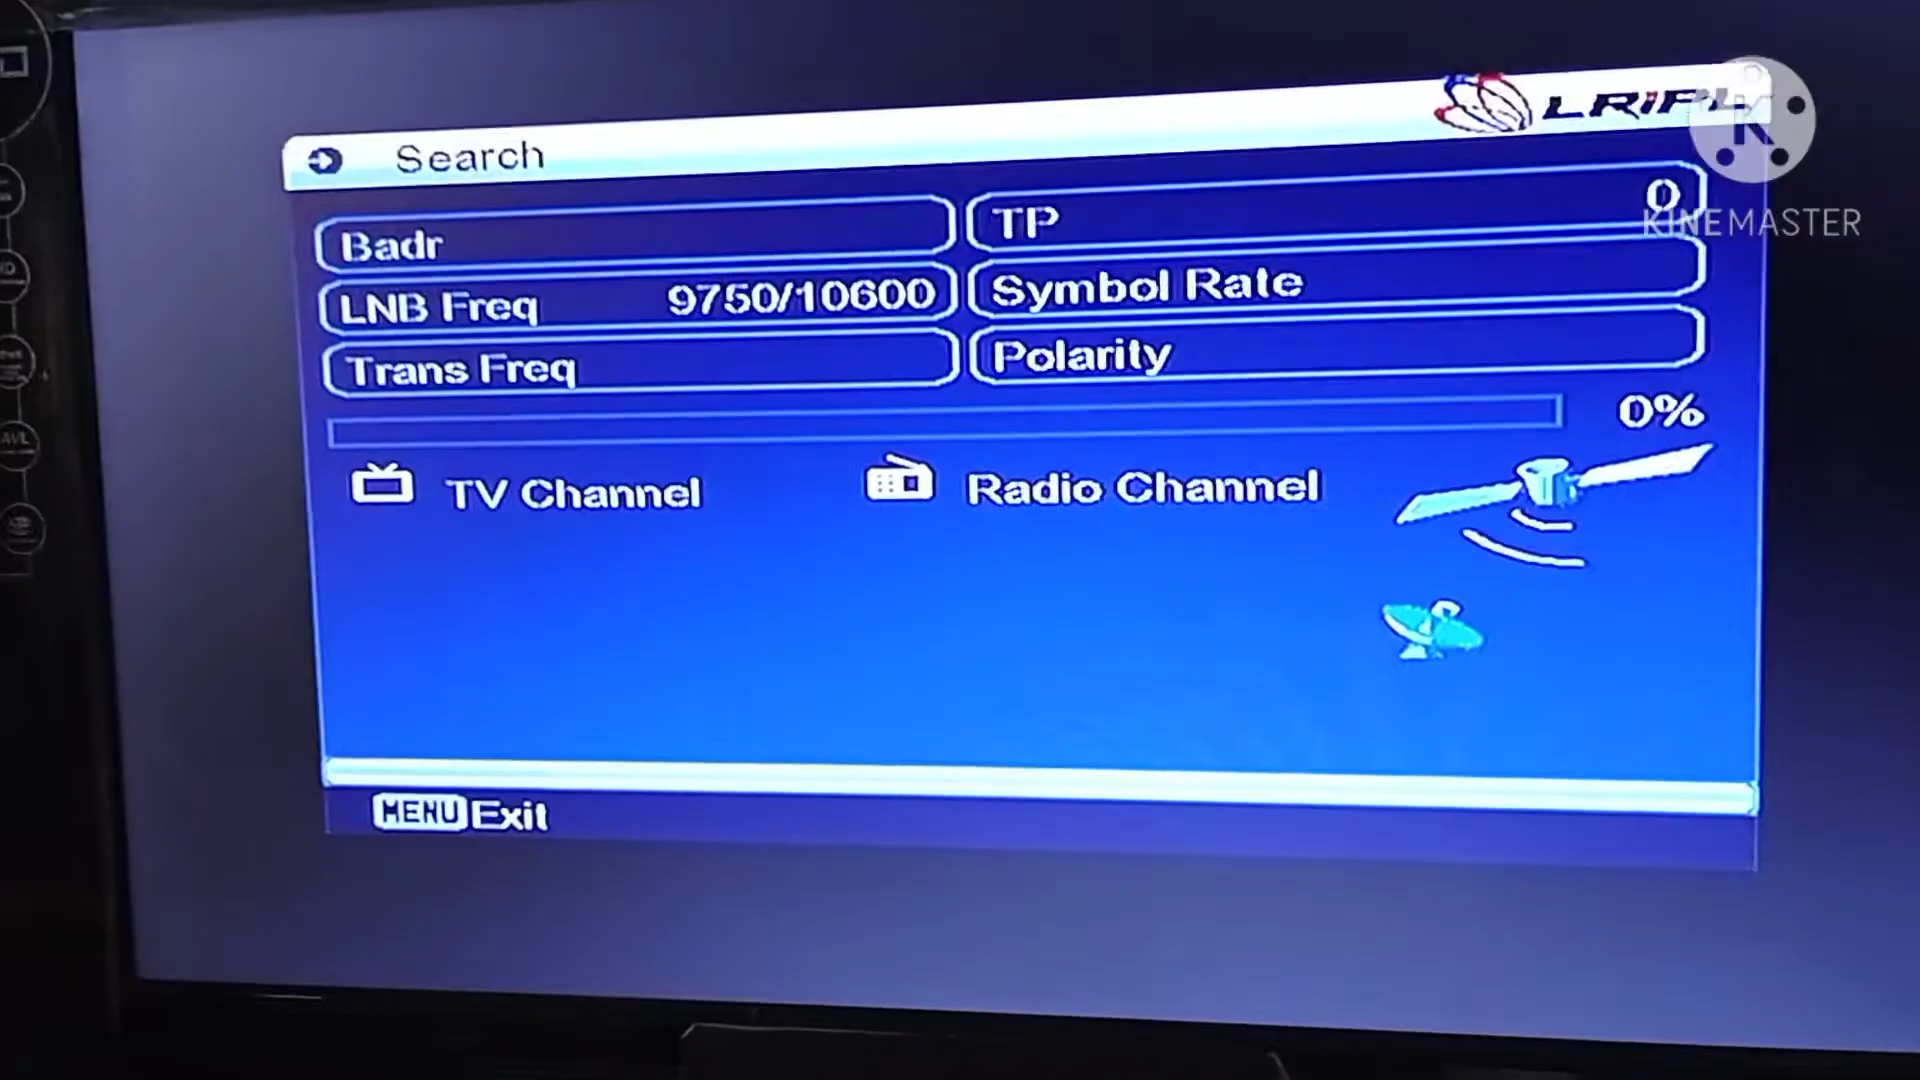 Search
Badr
TP 0
LNB Freq 9750/10600
Symbol Rate
Trans Freq
Polarity
0%
TV Channel
Radio Channel
MENU Exit
K
KINEMASTER
AVL